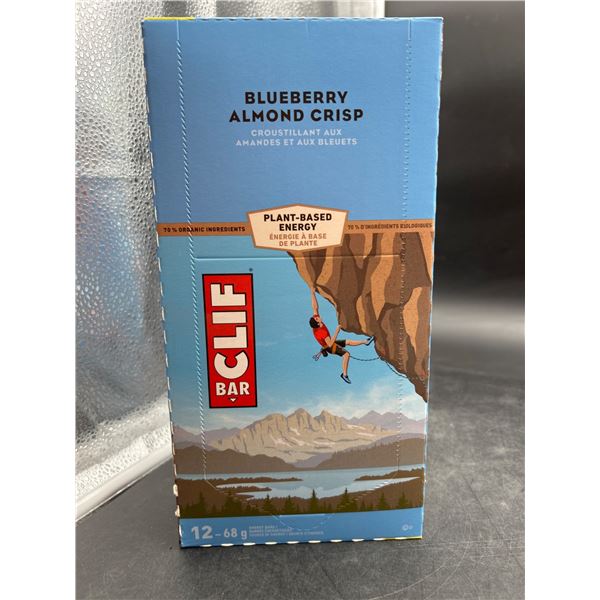 BLUEBERRY
ALMOND CRISP
CROUSTILLANT AUX
AMANDES ET AUX BLEUETS
70 % ORGANIC INGREDIENTS
PLANT-BASED
ENERGY
ÉNERGIE À BASE
DE PLANTE
70 % D'INGRÉDIENTS BIOLOGIQUES
CLIF
BAR
12 – 68 g